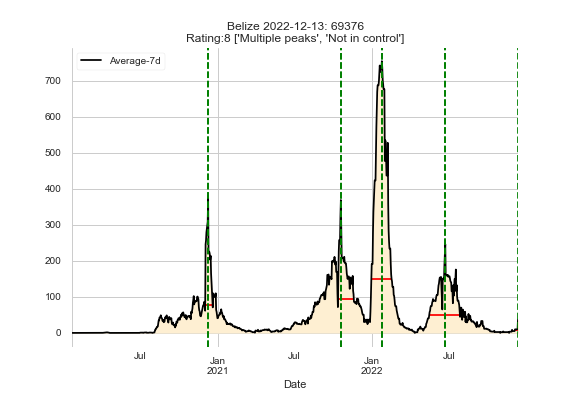 Belize 2022-12-13: 69376
Rating:8 ['Multiple peaks', 'Not in control']
Average-7d
700
600
500
400
300
200
100
0
Jul
Jan
2021
Jul
Jan
2022
Jul
Date